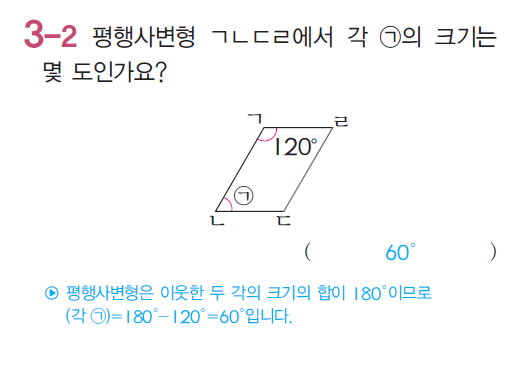 3-2 평행사변형 ㄱㄴㄷㄹ에서 각 ㉠의 크기는
몇 도인가요?
ㄱ ㄹ
120°
㉠
ㄴ ㄷ
( 60° )
▶ 평행사변형은 이웃한 두 각의 크기의 합이 180°이므로
(각 ㉠)=180°-120°=60°입니다.